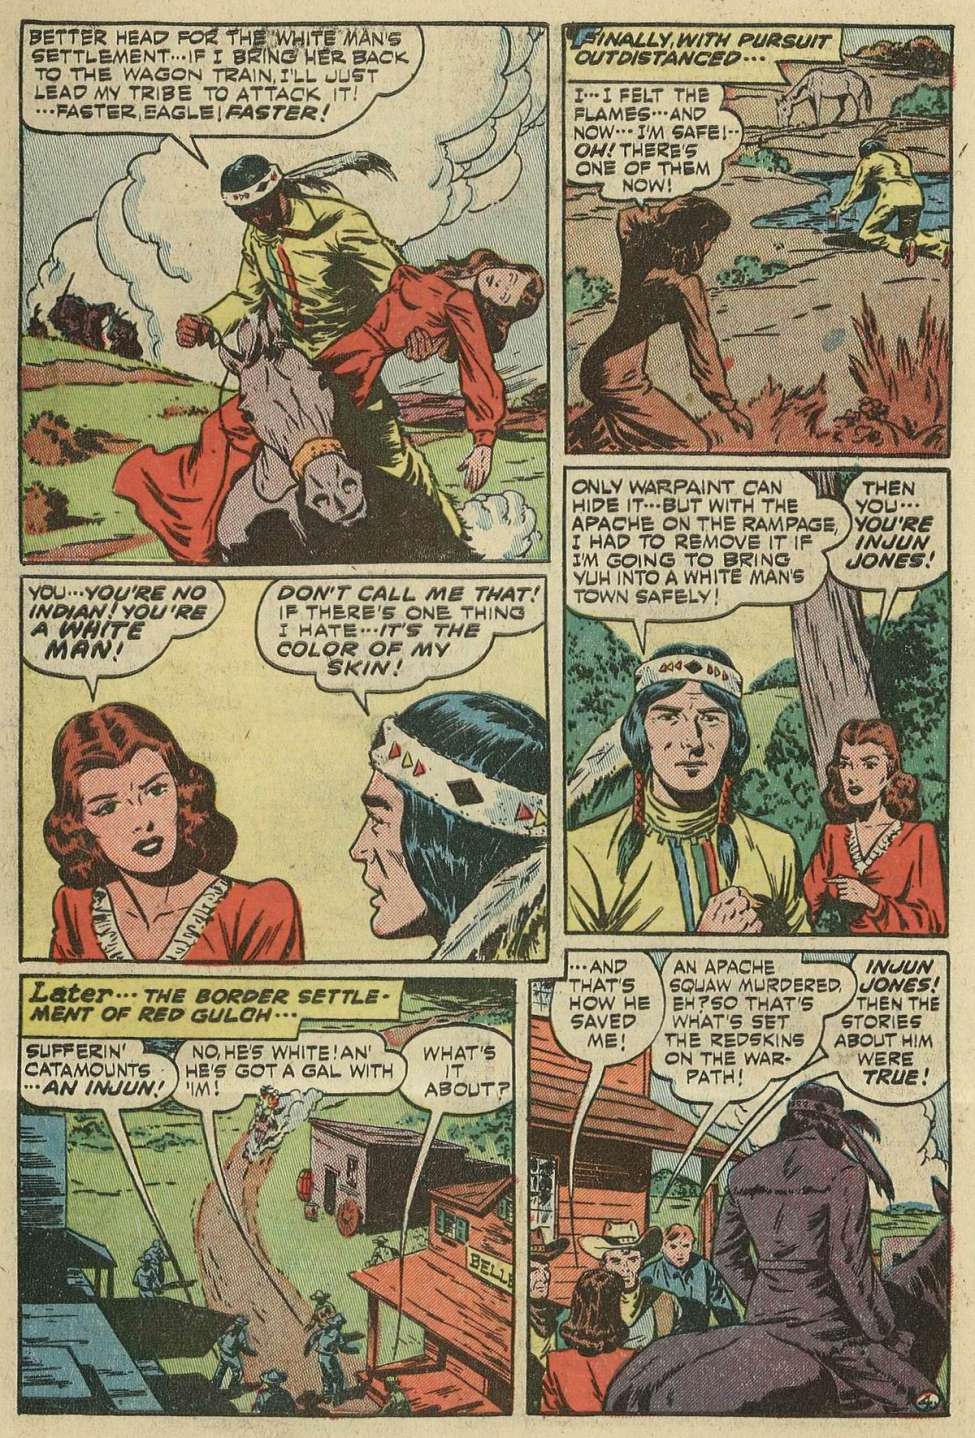 BETTER HEAD FOR THE WHITE MAN'S
SETTLEMENT...IF I BRING HER BACK
TO THE WAGON TRAIN, I'LL JUST
LEAD MY TRIBE TO ATTACK IT!
...FASTER, EAGLE! FASTER!
FINALLY, WITH PURSUIT
OUTDISTANCED...
I...I FELT THE
FLAMES...AND
NOW...I'M SAFE!--
OH! THERE'S
ONE OF THEM
NOW!
YOU...YOU'RE NO
INDIAN! YOU'RE
A WHITE
MAN!
DON'T CALL ME THAT!
IF THERE'S ONE THING
I HATE...IT'S THE
COLOR OF MY
SKIN!
ONLY WARPAINT CAN
HIDE IT...BUT WITH THE
APACHE ON THE RAMPAGE,
I HAD TO REMOVE IT IF
I'M GOING TO BRING
YUH INTO A WHITE MAN'S
TOWN SAFELY!
THEN
YOU...
YOU'RE
INJUN
JONES!
Later... THE BORDER SETTLE-
MENT OF RED GULCH...
SUFFERIN'
CATAMOUNTS
...AN INJUN!
NO, HE'S WHITE! AN'
HE'S GOT A GAL WITH
'IM!
WHAT'S
IT
ABOUT?
BELLE
...AND
THAT'S
HOW HE
SAVED
ME!
AN APACHE
SQUAW MURDERED,
EH? SO THAT'S
WHAT'S SET
THE REDSKINS
ON THE WAR-
PATH!
INJUN
JONES!
THEN THE
STORIES
ABOUT HIM
WERE
TRUE!
4